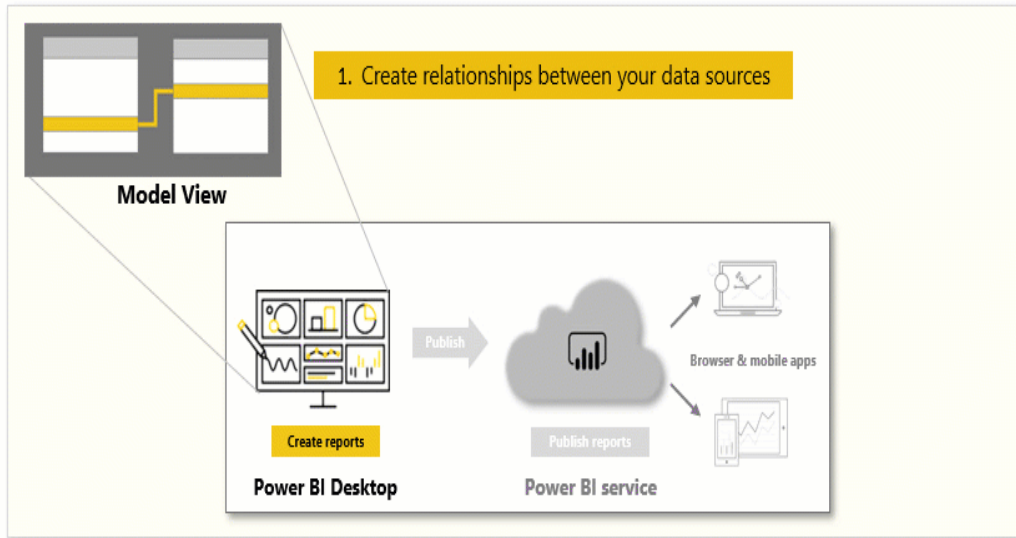 1. Create relationships between your data sources
Model View
Publish
Browser & mobile apps
Create reports
Publish reports
Power BI Desktop
Power BI service